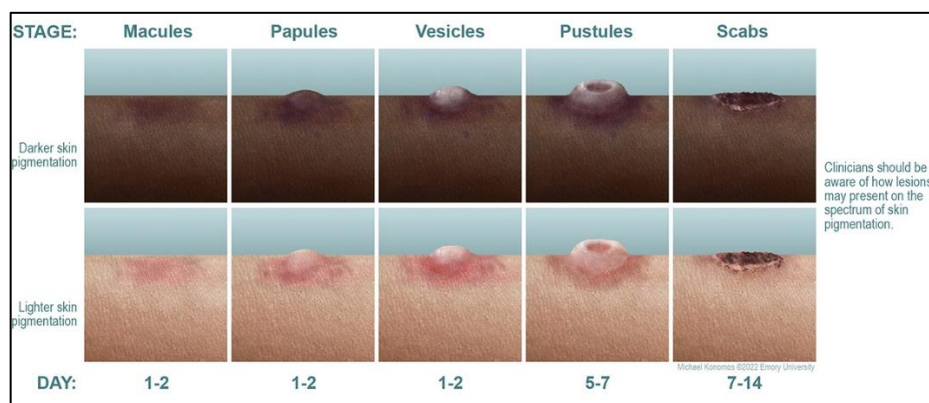 STAGE: Macules Papules Vesicles Pustules Scabs
Darker skin
pigmentation
Clinicians should be
aware of how lesions
may present on the
spectrum of skin
pigmentation.
Lighter skin
pigmentation
Michael Konomos ©2022 Emory University
DAY: 1-2 1-2 1-2 5-7 7-14